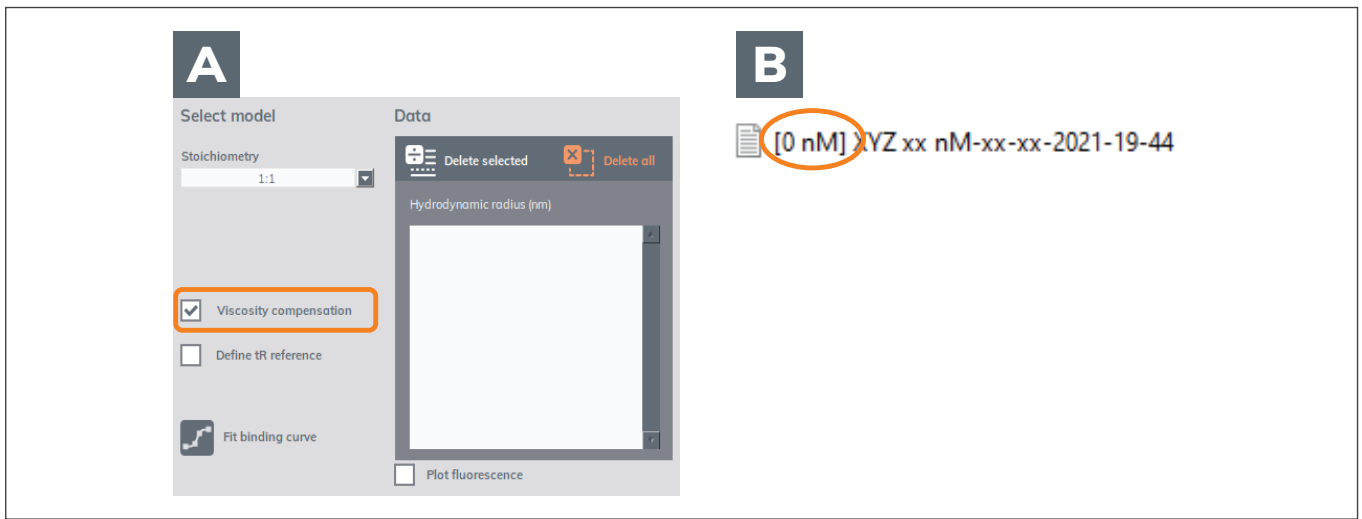 A
Select model
Stoichiometry
1:1
Viscosity compensation
Define tR reference
Fit binding curve
Data
Delete selected
Delete all
Hydrodynamic radius (nm)
Plot fluorescence
B
[0 nM] XYZ xx nM-xx-xx-2021-19-44